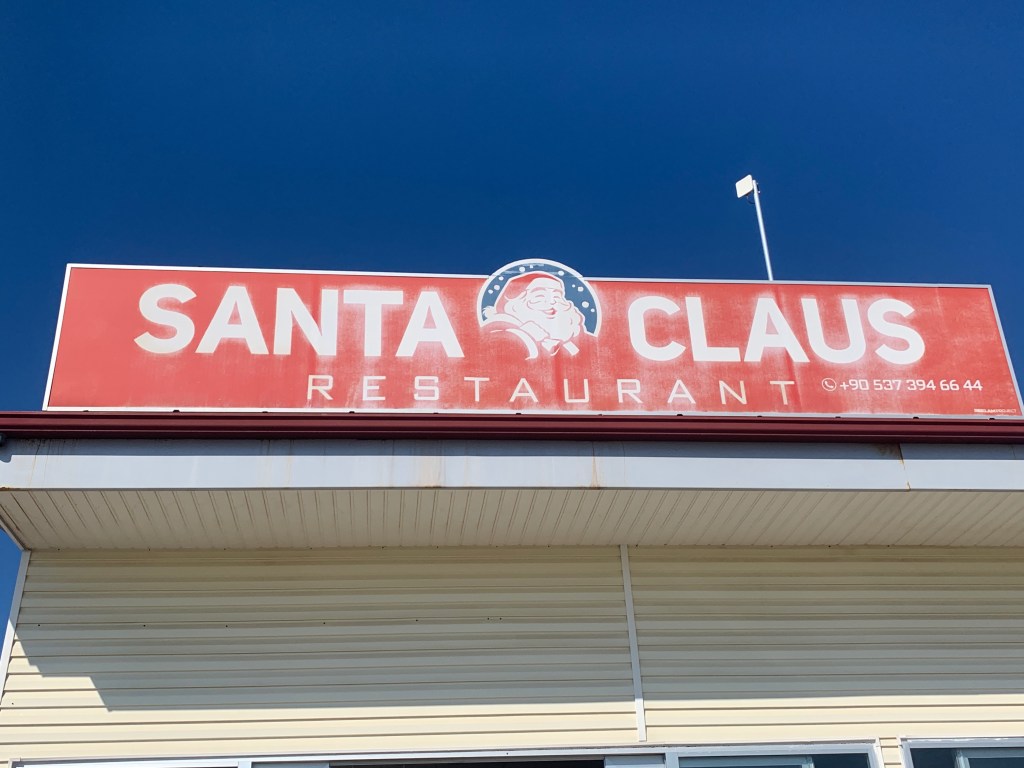 SANTA CLAUS
RESTAURANT
+90 537 394 66 44